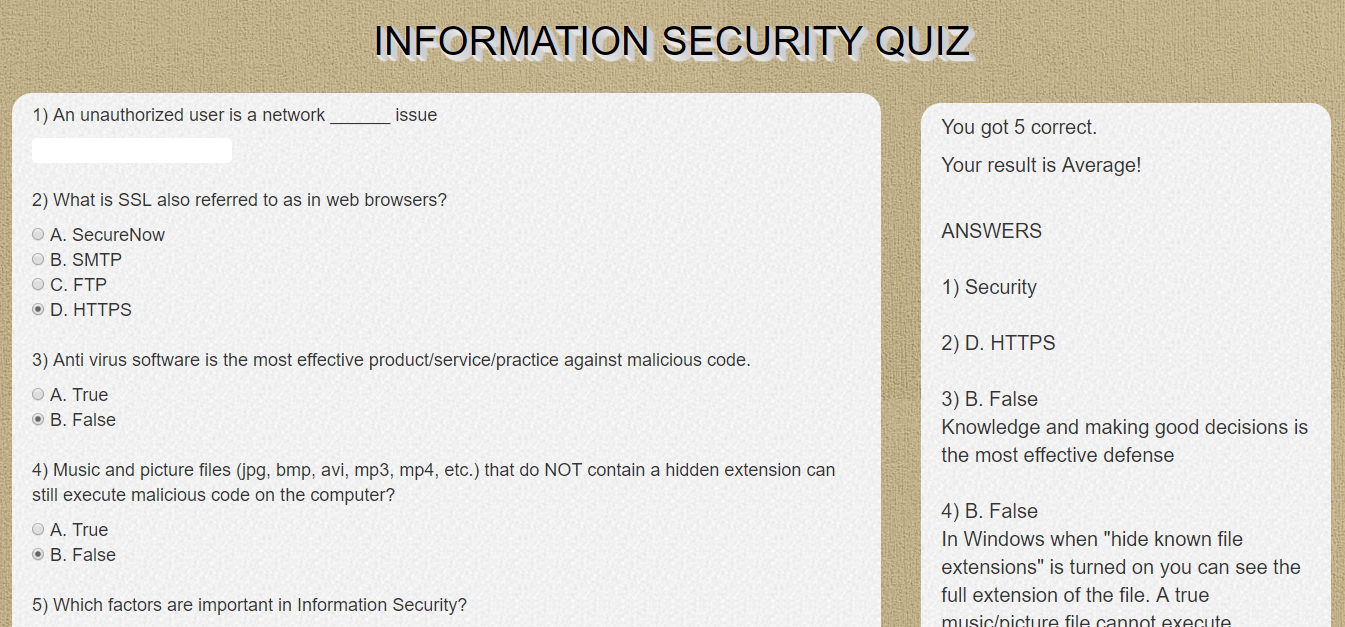 INFORMATION SECURITY QUIZ
1) An unauthorized user is a network ______ issue
2) What is SSL also referred to as in web browsers?
A. SecureNow
B. SMTP
C. FTP
D. HTTPS
3) Anti virus software is the most effective product/service/practice against malicious code.
A. True
B. False
4) Music and picture files (jpg, bmp, avi, mp3, mp4, etc.) that do NOT contain a hidden extension can
still execute malicious code on the computer?
A. True
B. False
5) Which factors are important in Information Security?
You got 5 correct.
Your result is Average!
ANSWERS
1) Security
2) D. HTTPS
3) B. False
Knowledge and making good decisions is
the most effective defense
4) B. False
In Windows when "hide known file
extensions" is turned on you can see the
full extension of the file. A true
music/picture file cannot execute